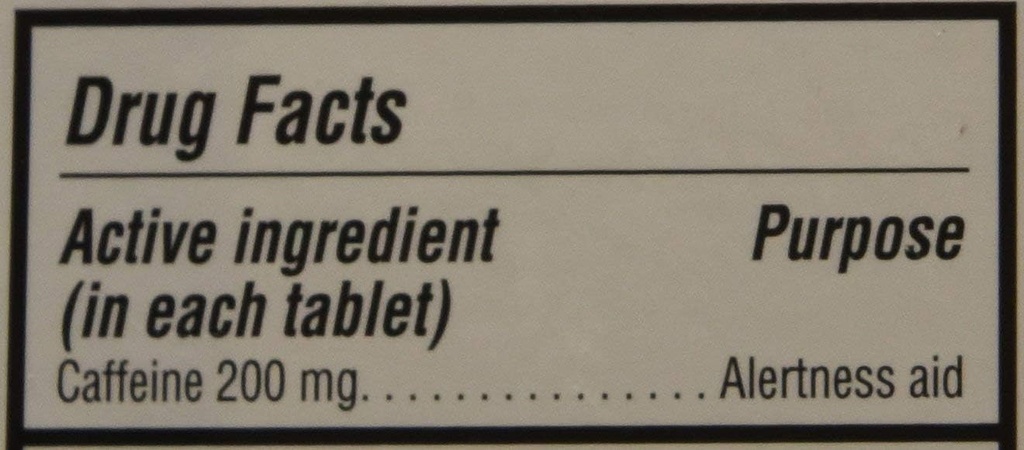 Drug Facts
Active ingredient Purpose
(in each tablet)
Caffeine 200 mg. . . . . . . . . . . . . . . . Alertness aid